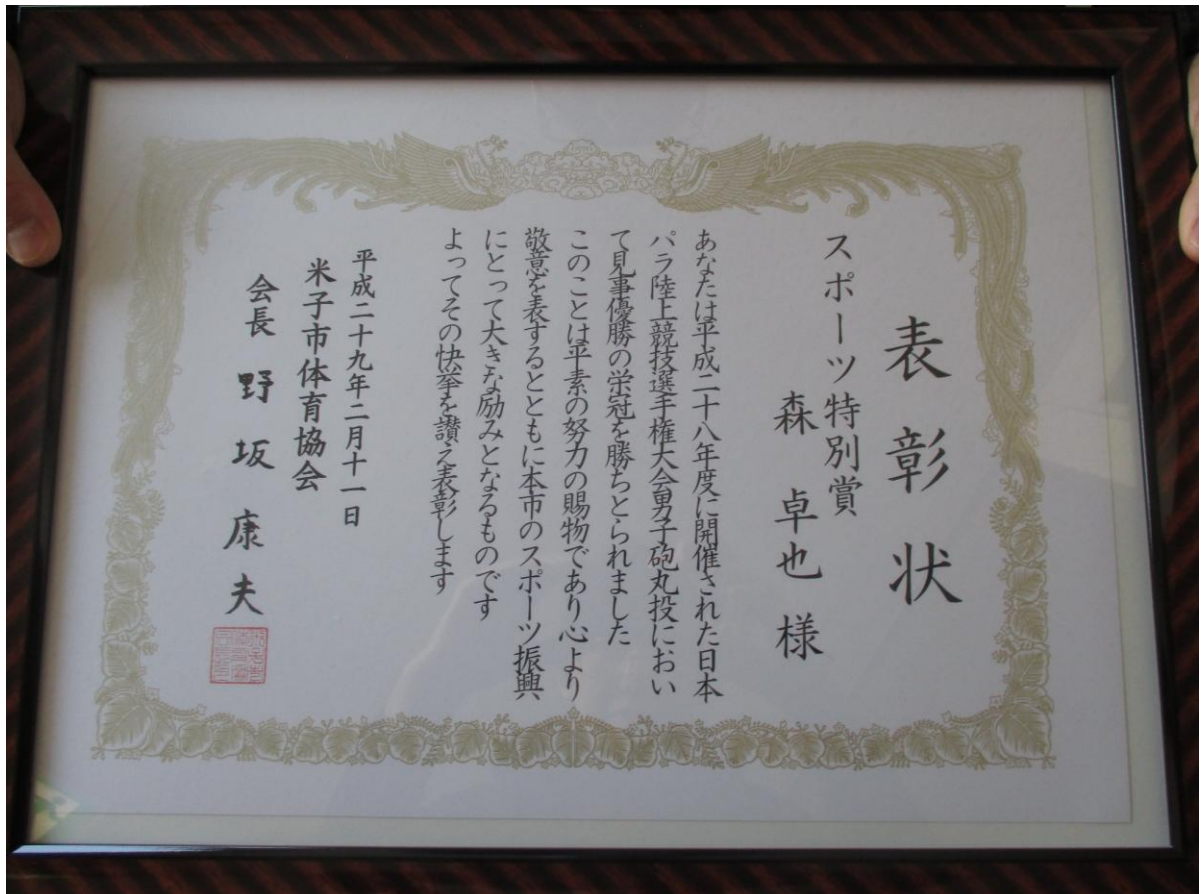 表彰状
スポーツ特別賞
森卓也様
あなたは平成二十八年度に開催された日本
パラ陸上競技選手権大会男子砲丸投におい
て見事優勝の栄冠を勝ちとられました
このことは平素の努力の賜物であり心より
敬意を表するとともに本市のスポーツ振興
にとって大きな励みとなるものです
よってその快挙を讃え表彰します
平成二十九年二月十一日
米子市体育協会
会長 野坂康夫